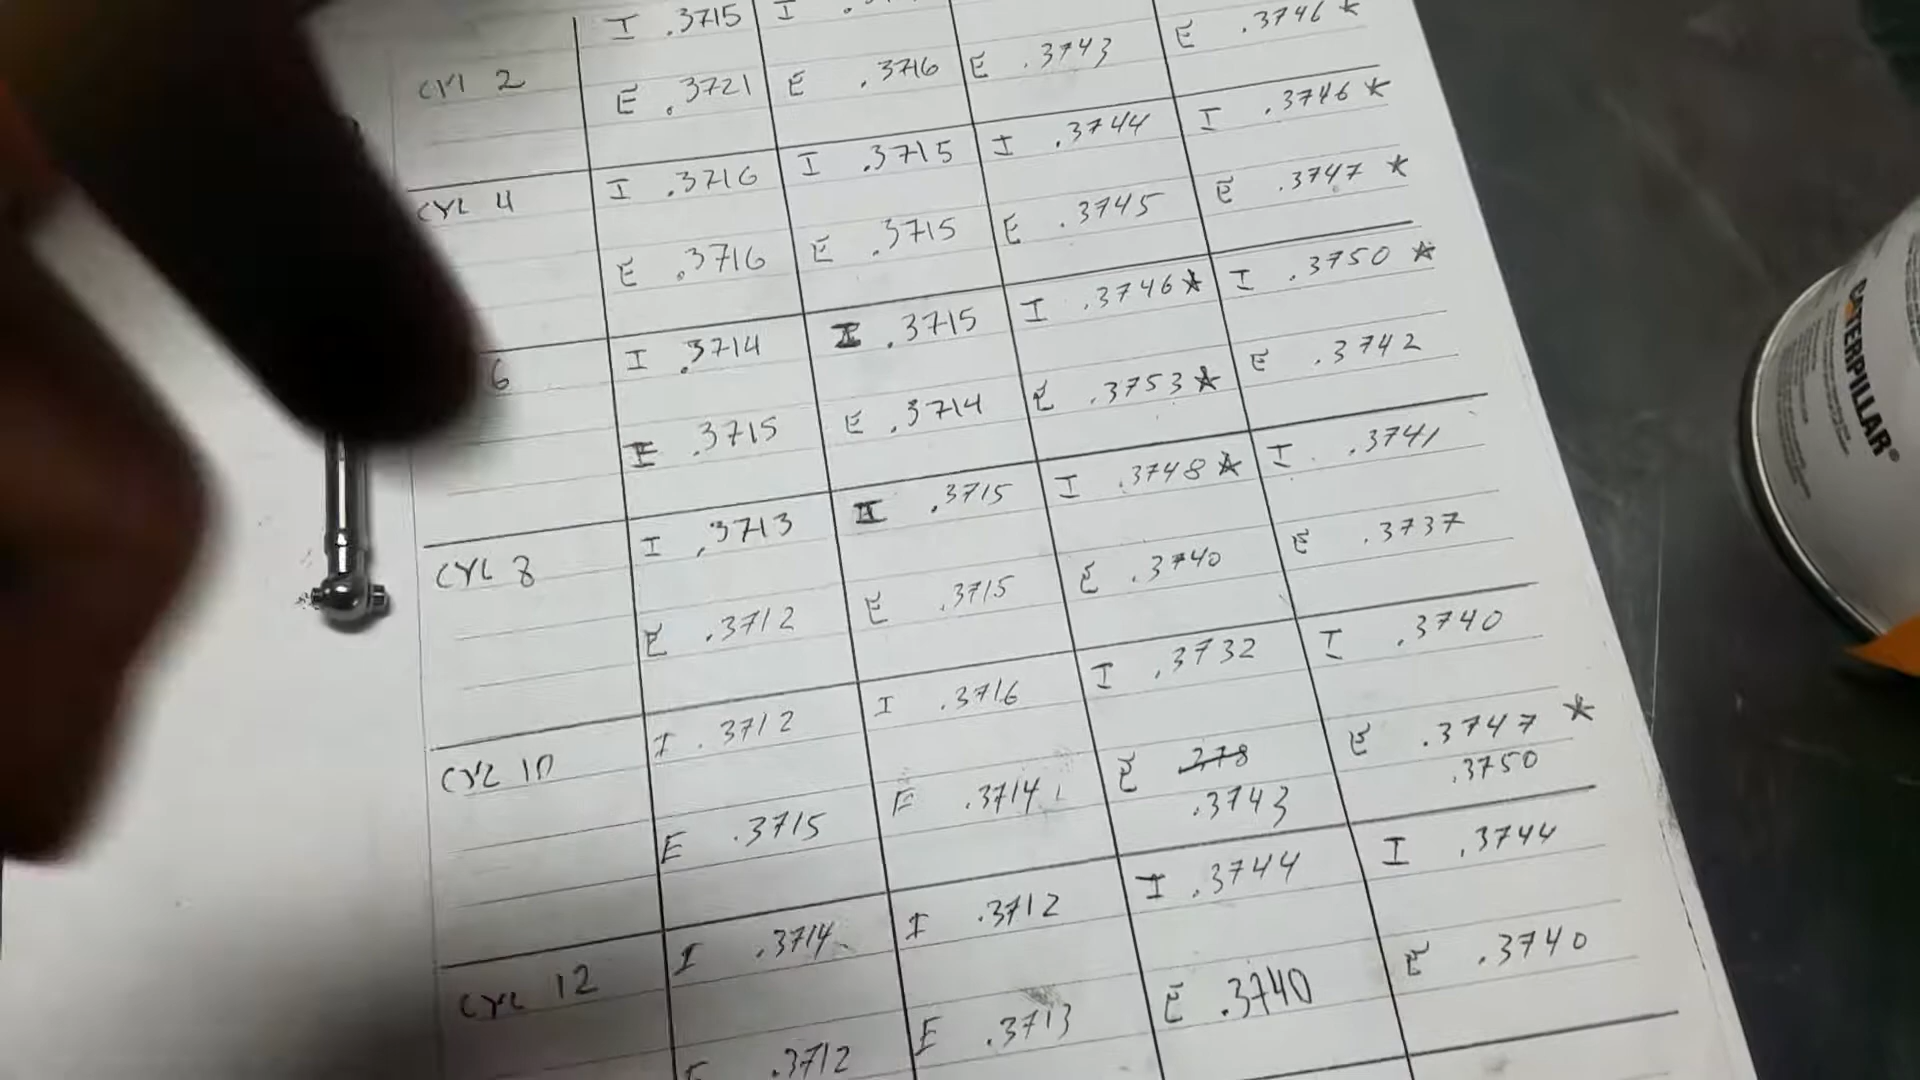 I .3715 I
CYL 2 E .3721 E .3716 E .3743 E .3746 *
I .3716 I .3715 I .3744 I .3746 *
CYL 4
E .3716 E .3715 E .3745 E .3747 *
I .3714 I .3715 I .3746 * I .3750 *
6
E .3715 E .3714 E .3753 * E .3742
I .3713 I .3715 I .3748 * I .3741
CYL 8
E .3712 E .3715 E .3740 E .3737
I .3712 I .3716 I .3732 I .3740
CYL 10
E .3715 E .3714 E 378 E .3747 *
.3743 .3750
I .3714 I .3712 I .3744 I .3744
CYL 12
E .3712 E .3713 E .3740 E .3740
CATERPILLAR®